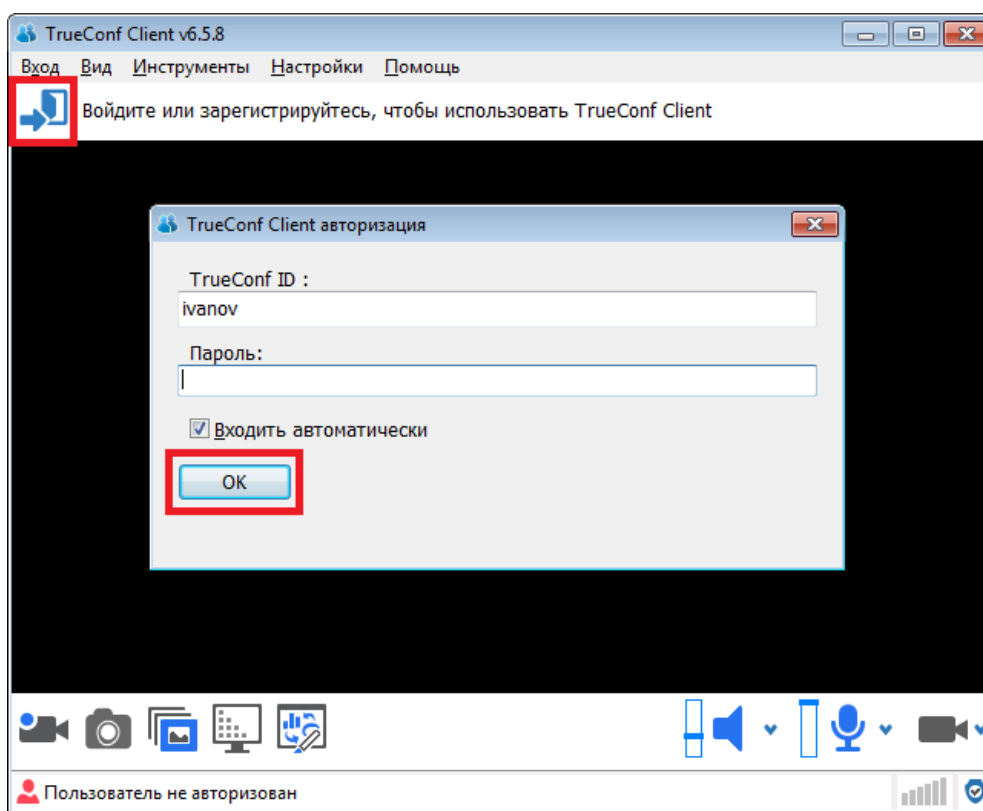 TrueConf Client v6.5.8
Вход Вид Инструменты Настройки Помощь
Войдите или зарегистрируйтесь, чтобы использовать TrueConf Client
TrueConf Client авторизация
TrueConf ID :
ivanov
Пароль:
Входить автоматически
OK
Пользователь не авторизован